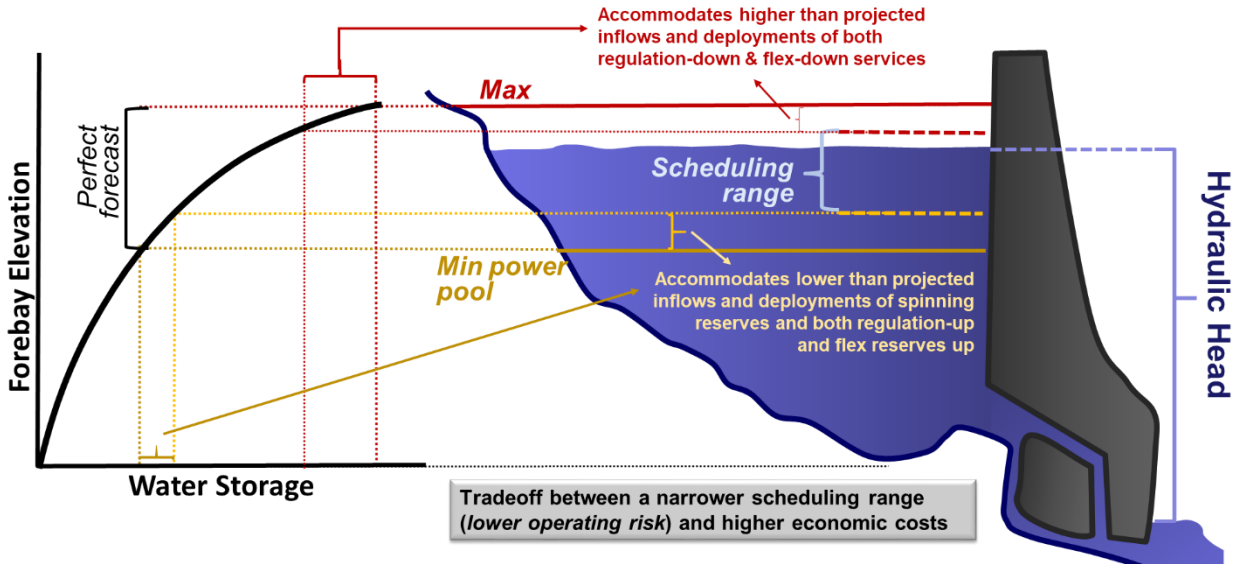 Accommodates higher than projected
inflows and deployments of both
regulation-down & flex-down services
Max
Perfect
forecast
Scheduling
range
Forebay Elevation
Hydraulic Head
Min power
pool
Accommodates lower than projected
inflows and deployments of spinning
reserves and both regulation-up
and flex reserves up
Water Storage
Tradeoff between a narrower scheduling range
(lower operating risk) and higher economic costs